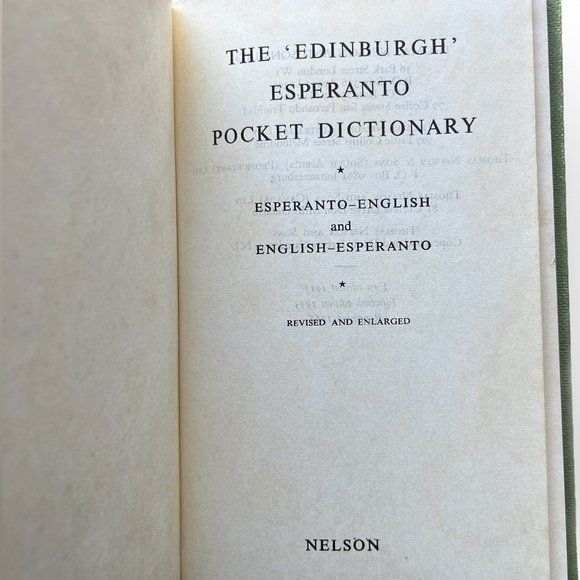 THE ‘EDINBURGH’
ESPERANTO
POCKET DICTIONARY
★
ESPERANTO–ENGLISH
and
ENGLISH–ESPERANTO
★
REVISED AND ENLARGED
NELSON